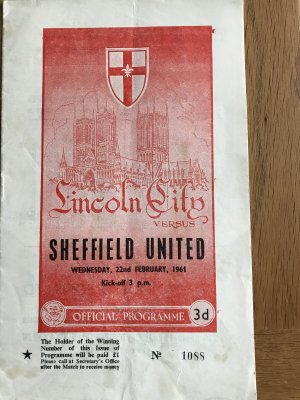 Lincoln City
VERSUS
SHEFFIELD UNITED
WEDNESDAY, 22nd FEBRUARY, 1961
Kick-off 3 p.m.
OFFICIAL PROGRAMME 3d
The Holder of the Winning
Number of this Issue of
Programme will be paid £1
Please call at Secretary's Office
after the Match to receive money
№ 1088